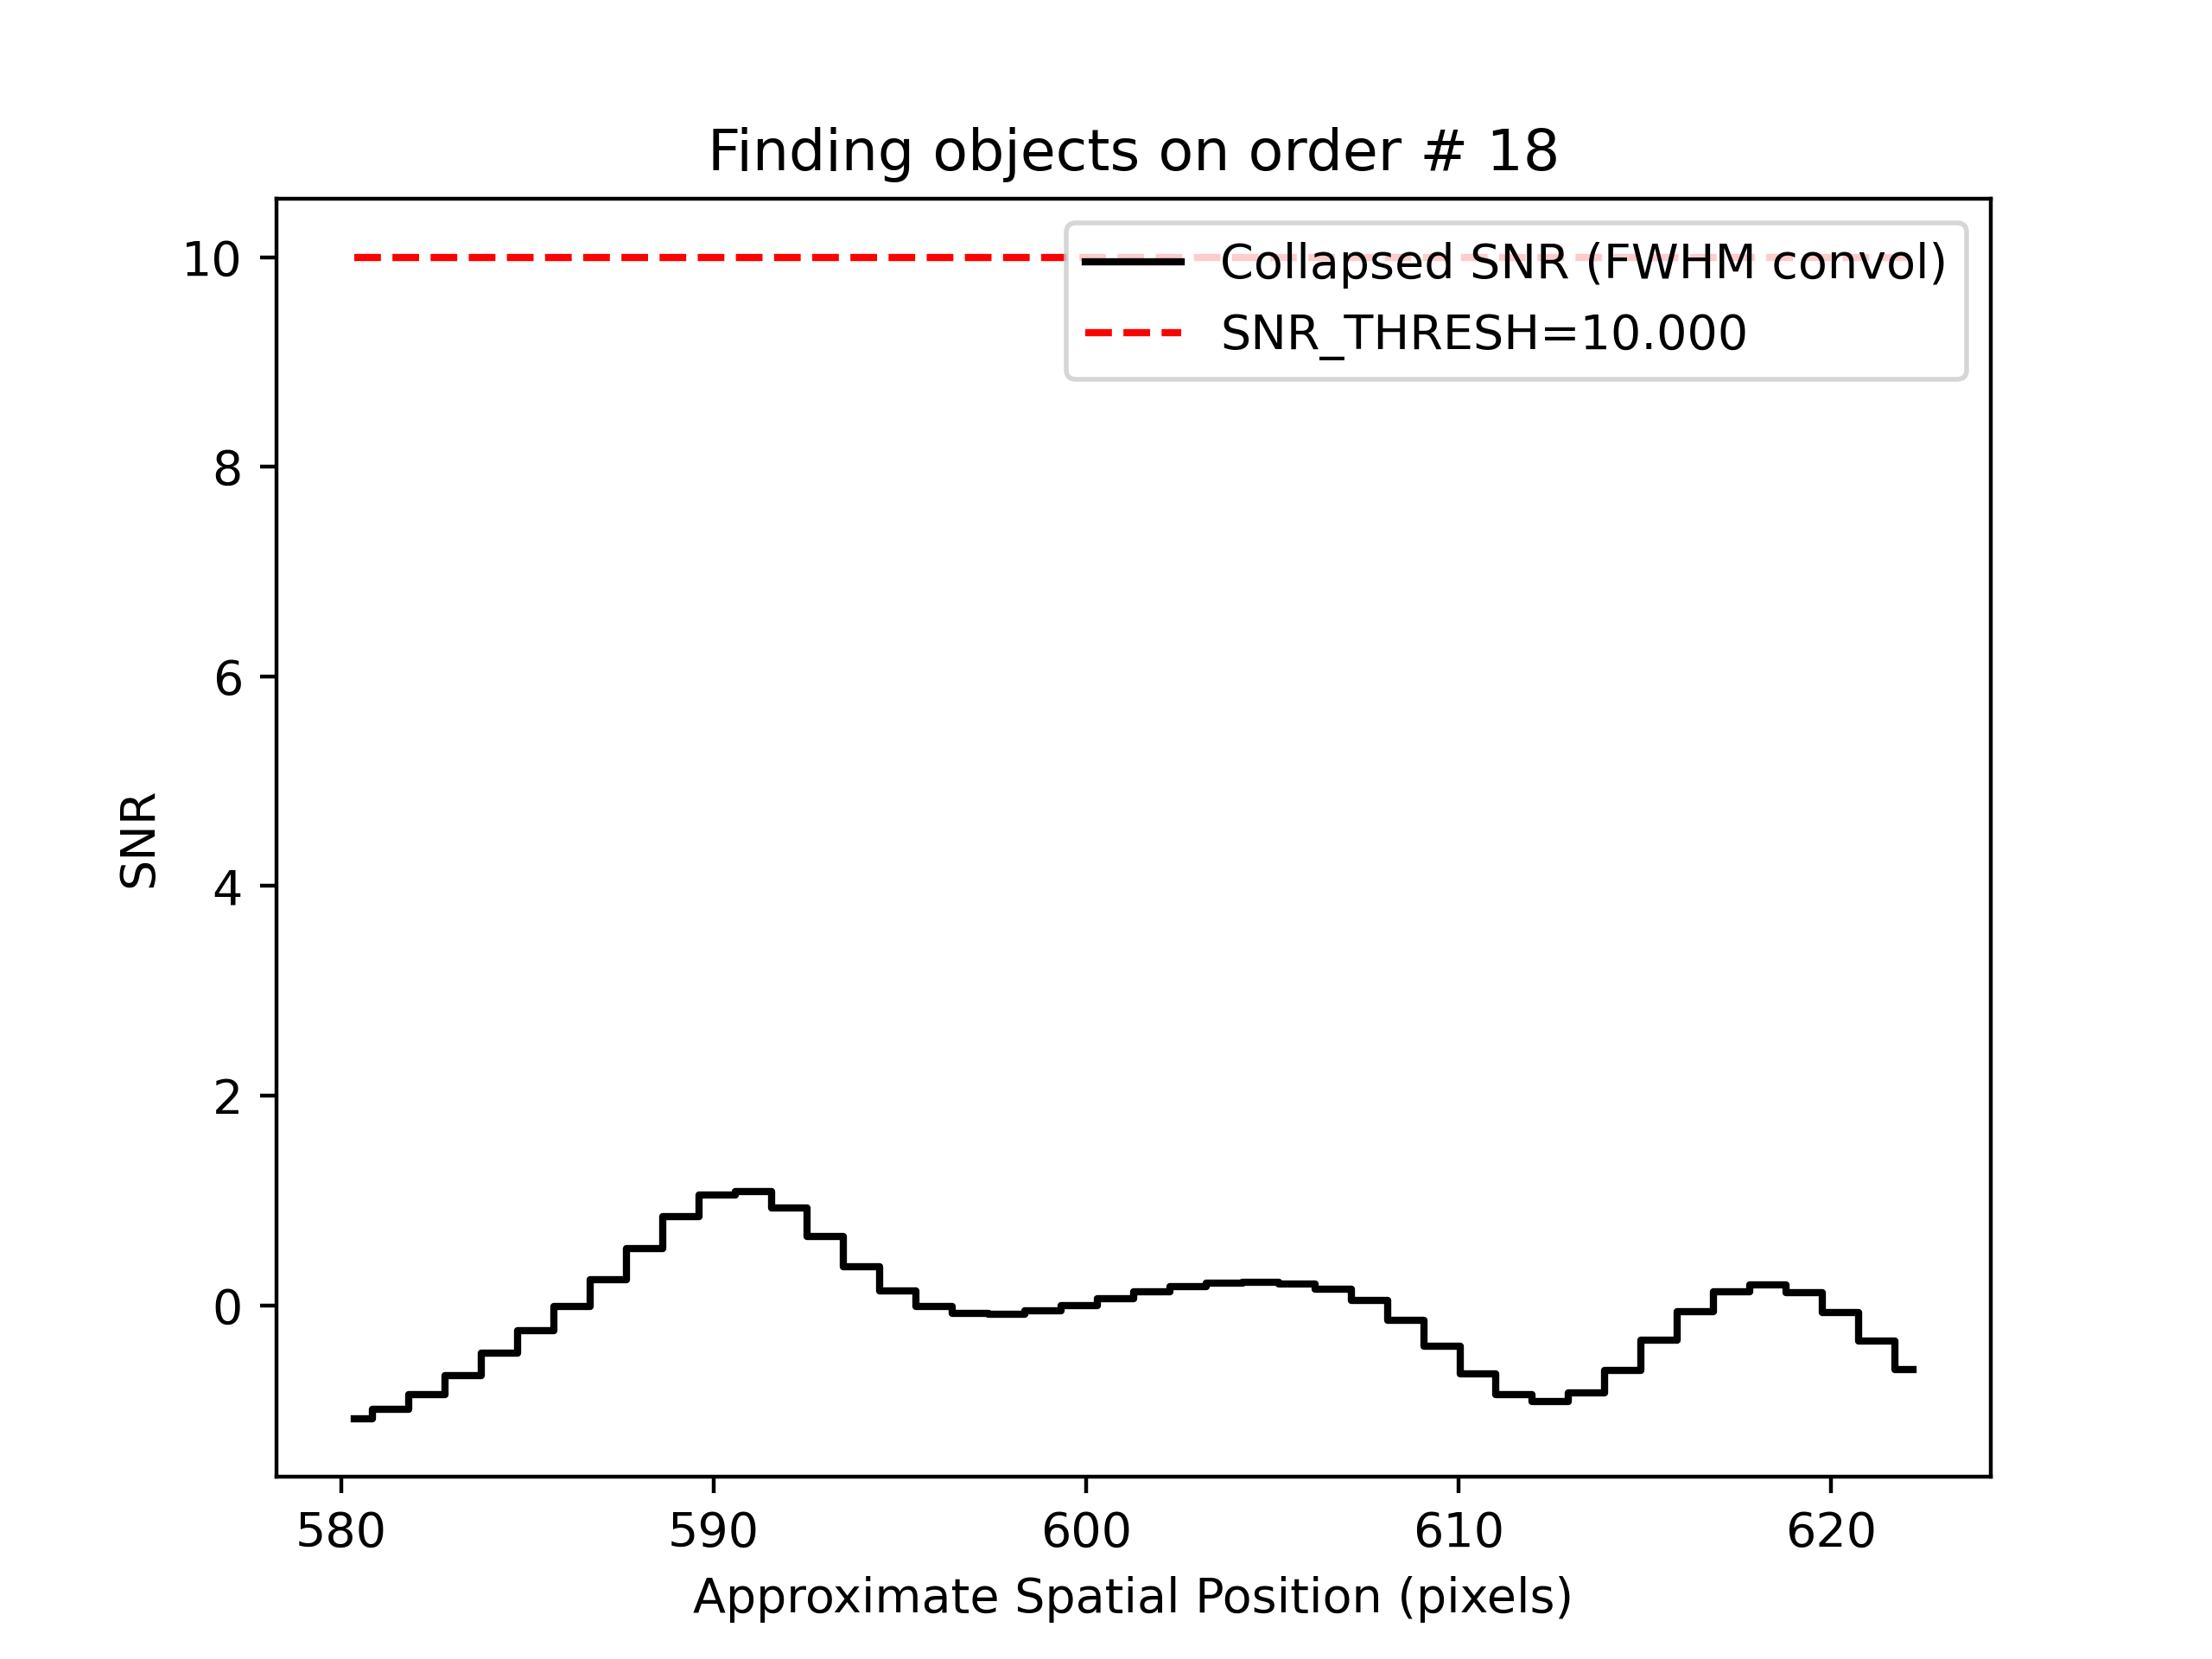 Finding objects on order # 18
Collapsed SNR (FWHM convol)
SNR_THRESH=10.000
10
8
6
4
2
0
SNR
580 590 600 610 620
Approximate Spatial Position (pixels)